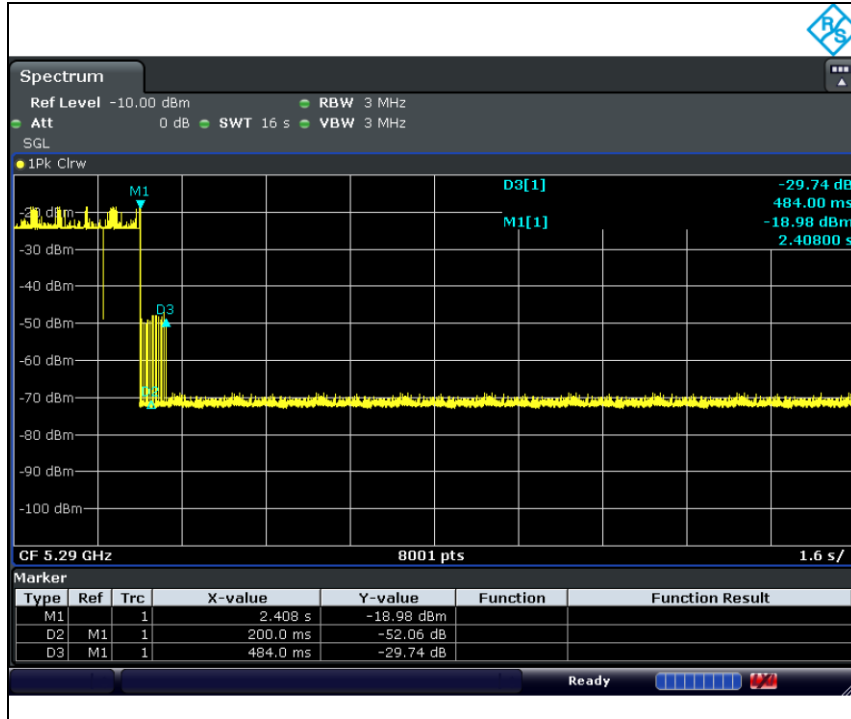 R&S
Spectrum
Ref Level -10.00 dBm RBW 3 MHz
Att 0 dB SWT 16 s VBW 3 MHz
SGL
1Pk Clrw
D3[1] -29.74 dB
484.00 ms
M1[1] -18.98 dBm
2.40800 s
M1
-20 dBm
-30 dBm
-40 dBm
D3
-50 dBm
-60 dBm
D2
-70 dBm
-80 dBm
-90 dBm
-100 dBm
CF 5.29 GHz 8001 pts 1.6 s/
Marker
Type Ref Trc X-value Y-value Function Function Result
M1 1 2.408 s -18.98 dBm
D2 M1 1 200.0 ms -52.06 dB
D3 M1 1 484.0 ms -29.74 dB
Ready